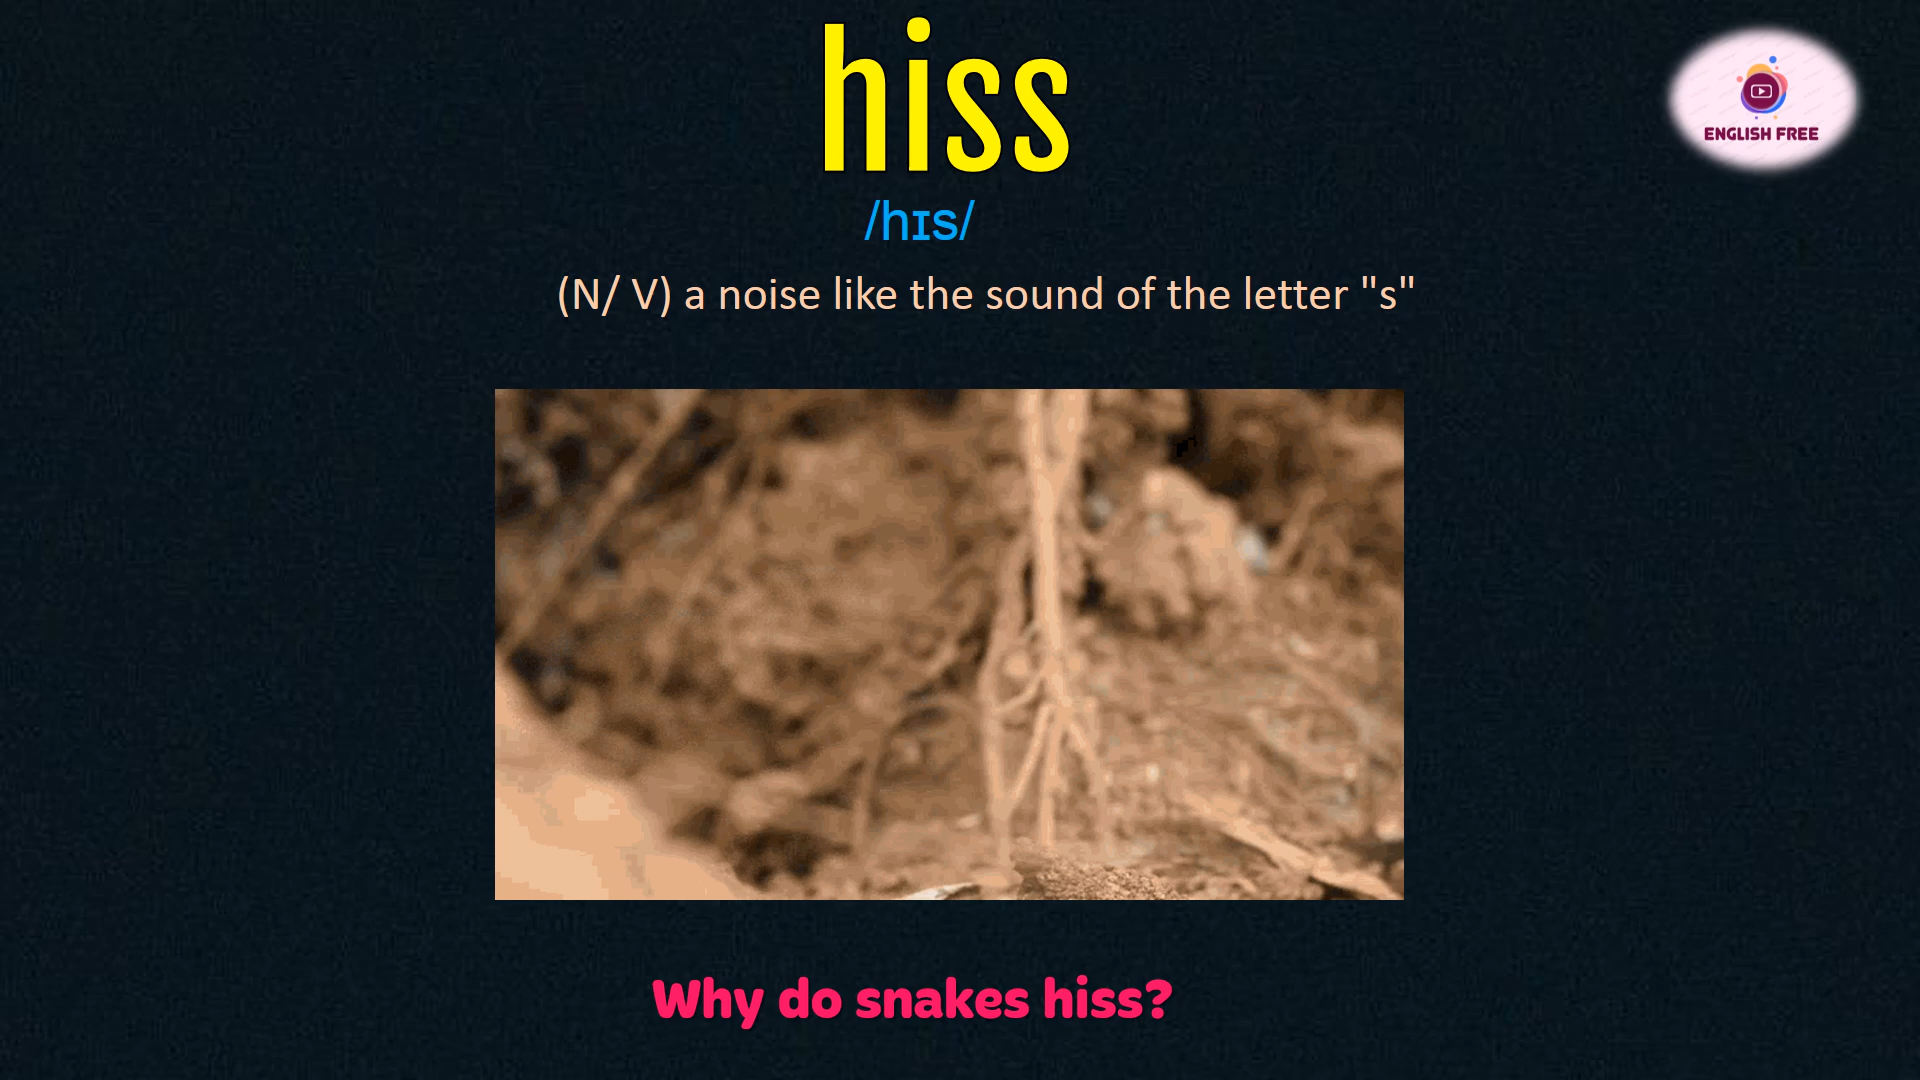 hiss
ENGLISH FREE
/hɪs/
(N/ V) a noise like the sound of the letter "s"
Why do snakes hiss?